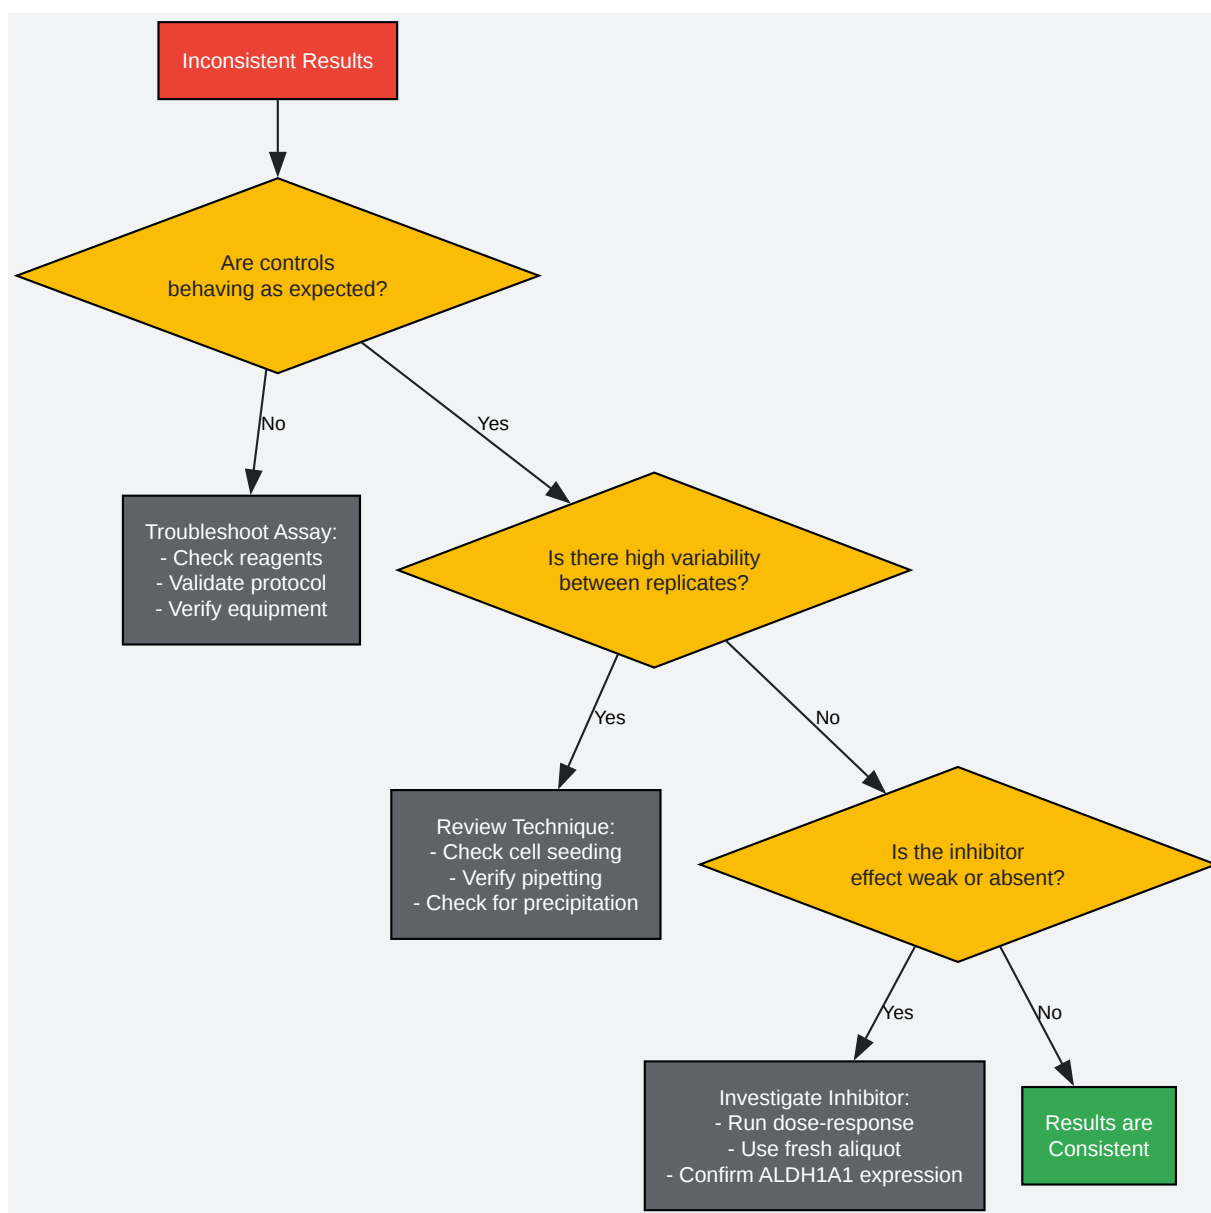 Inconsistent Results
Are controls
behaving as expected?
No
Yes
Troubleshoot Assay:
- Check reagents
- Validate protocol
- Verify equipment
Is there high variability
between replicates?
Yes
No
Review Technique:
- Check cell seeding
- Verify pipetting
- Check for precipitation
Is the inhibitor
effect weak or absent?
Yes
No
Investigate Inhibitor:
- Run dose-response
- Use fresh aliquot
- Confirm ALDH1A1 expression
Results are
Consistent